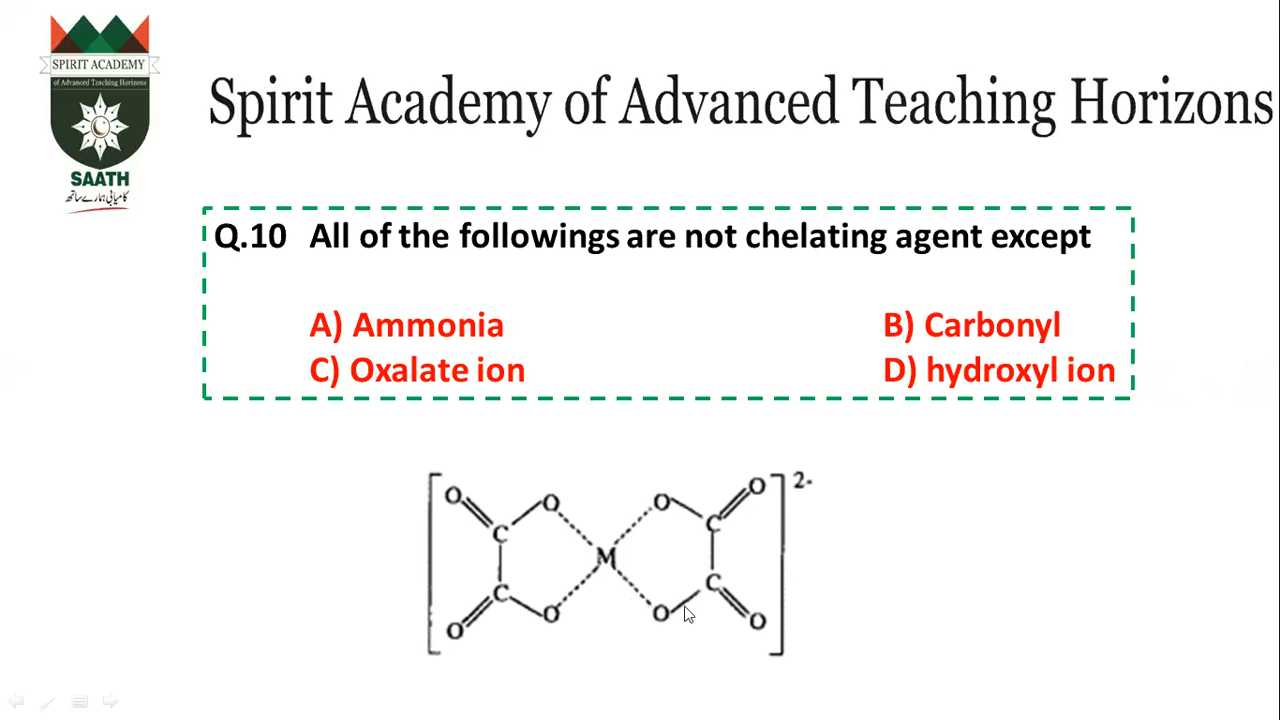 SPIRIT ACADEMY
of Advanced Teaching Horizons
SAATH
کامیابی ہمارے ساتھ
Spirit Academy of Advanced Teaching Horizons
Q.10 All of the followings are not chelating agent except
A) Ammonia B) Carbonyl
C) Oxalate ion D) hydroxyl ion
O O O O 2-
C C
M
C C
O O O O